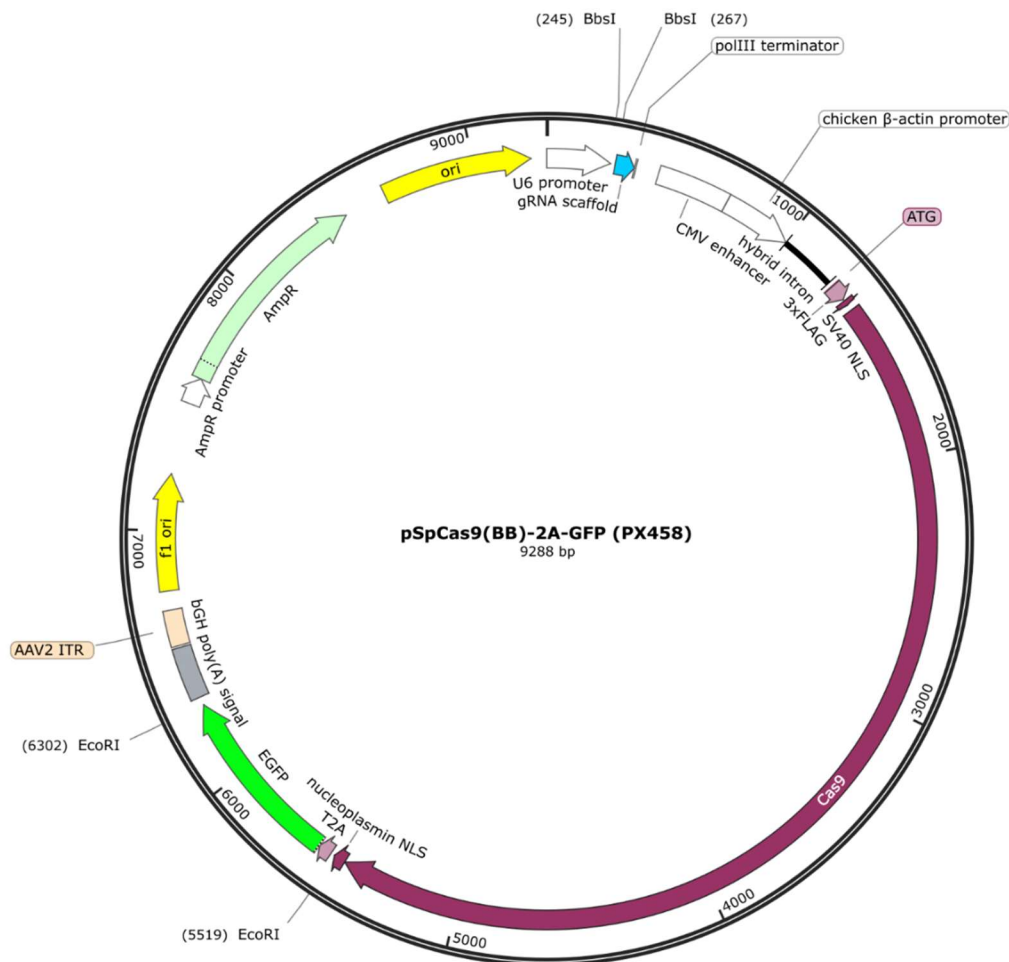 (245) BbsI
BbsI (267)
polIII terminator
chicken β-actin promoter
9000
ori
U6 promoter
gRNA scaffold
1000
ATG
CMV enhancer
hybrid intron
3xFLAG
SV40 NLS
8000
AmpR
AmpR promoter
2000
7000
f1 ori
pSpCas9(BB)-2A-GFP (PX458)
9288 bp
AAV2 ITR
bGH poly(A) signal
3000
(6302) EcoRI
EGFP
Cas9
6000
nucleoplasmin NLS
T2A
4000
(5519) EcoRI
5000